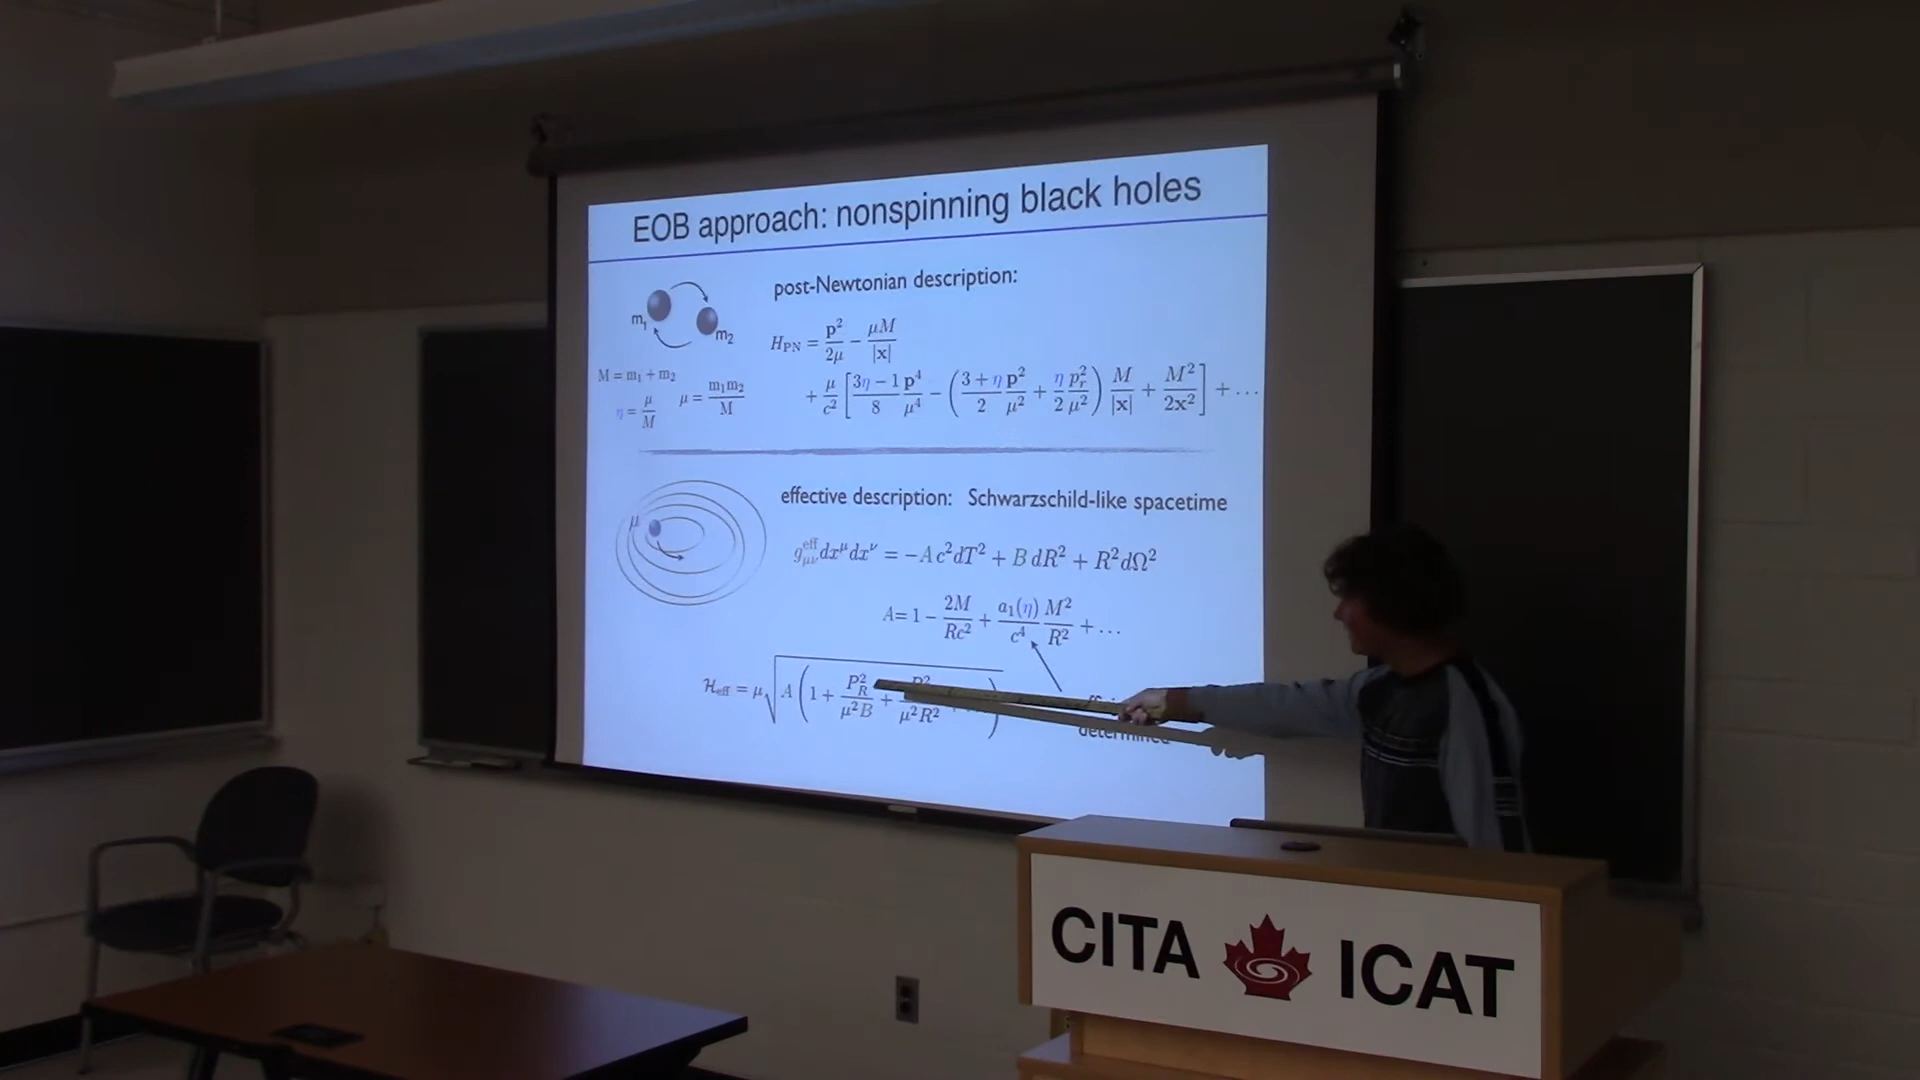 EOB approach: nonspinning black holes
post-Newtonian description:
m₁
m₂
H_PN = p²/2μ − μM/|x|
M = m₁ + m₂
η = μ/M μ = m₁m₂/M
+ μ/c² [ (3η − 1)/8 p⁴/μ⁴ − ( (3 + η)/2 p²/μ² + η/2 p_r²/μ² ) M/|x| + M²/2x² ] + …
effective description: Schwarzschild-like spacetime
μ
g_μν^eff dx^μ dx^ν = −A c² dT² + B dR² + R² dΩ²
A = 1 − 2M/Rc² + a₁(η)/c⁴ M²/R² + …
H_eff = μ √ A ( 1 + P_R²/μ²B + /μ²R² + )
determined
CITA ICAT